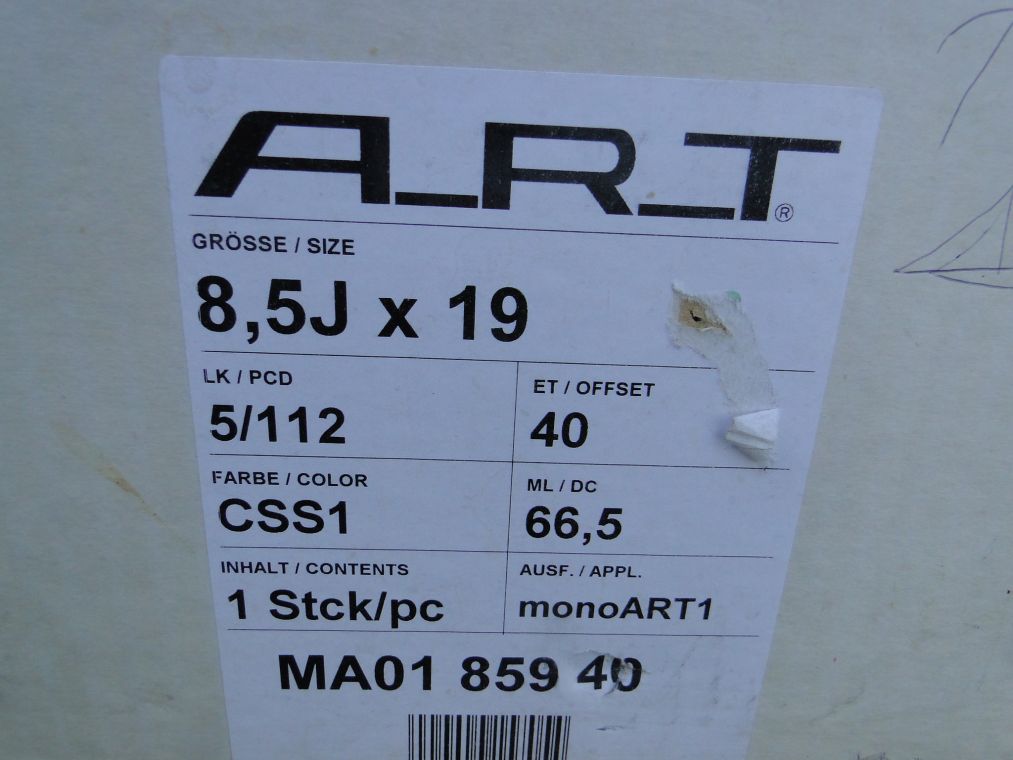 A_R_T®
GRÖSSE / SIZE
8,5J x 19
LK / PCD
5/112
ET / OFFSET
40
FARBE / COLOR
CSS1
ML / DC
66,5
INHALT / CONTENTS
1 Stck/pc
AUSF. / APPL.
monoART1
MA01 859 40